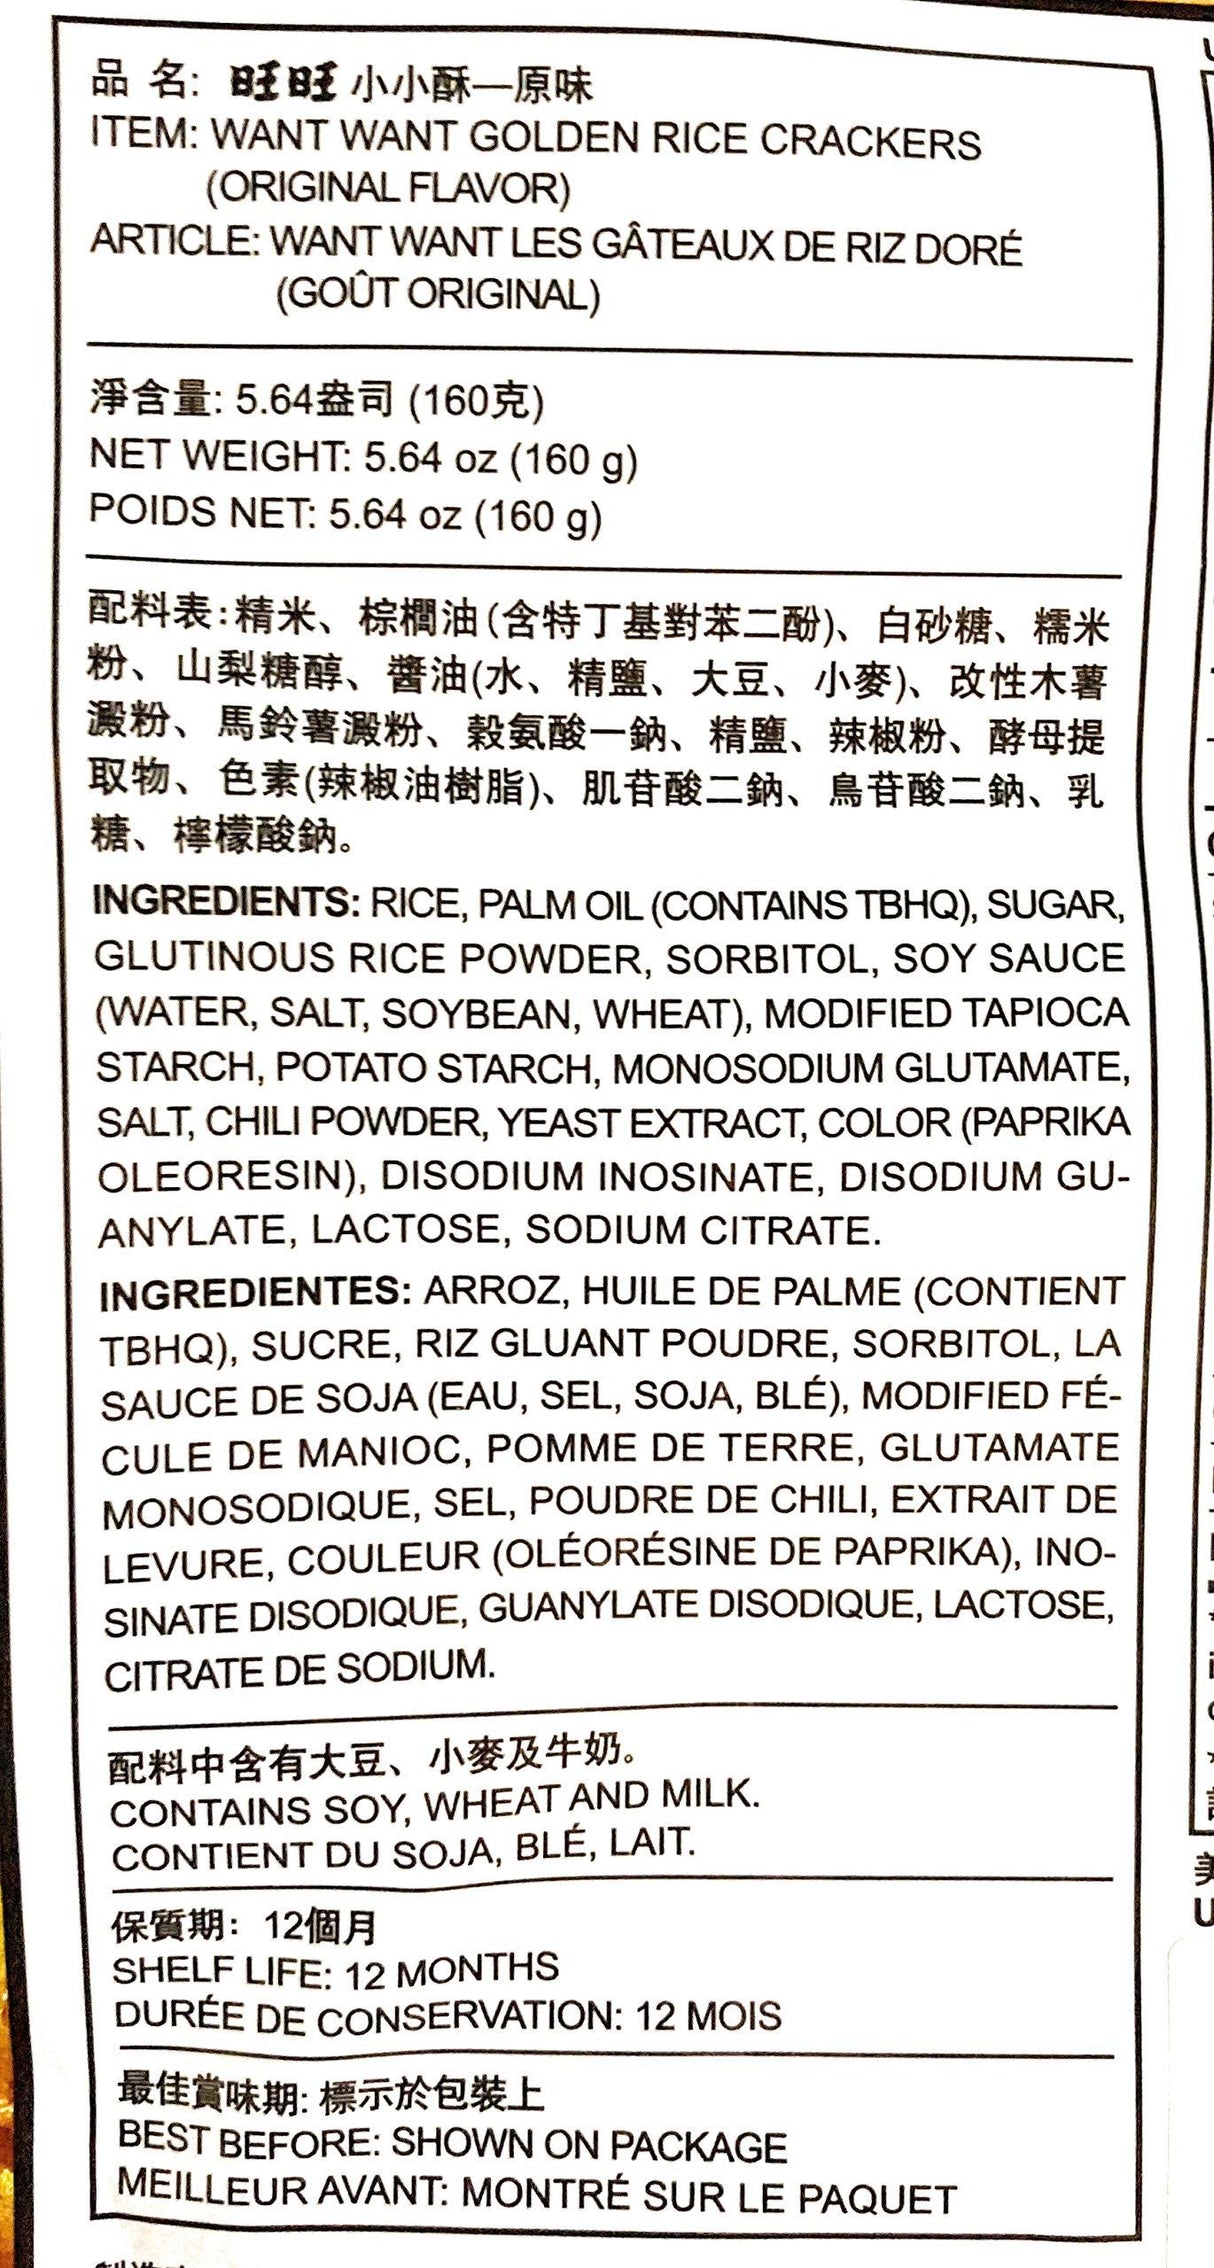 品 名: 旺旺 小小酥—原味
ITEM: WANT WANT GOLDEN RICE CRACKERS
(ORIGINAL FLAVOR)
ARTICLE: WANT WANT LES GÂTEAUX DE RIZ DORÉ
(GOÛT ORIGINAL)
淨含量: 5.64盎司 (160克)
NET WEIGHT: 5.64 oz (160 g)
POIDS NET: 5.64 oz (160 g)
配料表:精米、棕櫚油(含特丁基對苯二酚)、白砂糖、糯米
粉、山梨糖醇、醬油(水、精鹽、大豆、小麥)、改性木薯
澱粉、馬鈴薯澱粉、穀氨酸一鈉、精鹽、辣椒粉、酵母提
取物、色素(辣椒油樹脂)、肌苷酸二鈉、鳥苷酸二鈉、乳
糖、檸檬酸鈉。
INGREDIENTS: RICE, PALM OIL (CONTAINS TBHQ), SUGAR,
GLUTINOUS RICE POWDER, SORBITOL, SOY SAUCE
(WATER, SALT, SOYBEAN, WHEAT), MODIFIED TAPIOCA
STARCH, POTATO STARCH, MONOSODIUM GLUTAMATE,
SALT, CHILI POWDER, YEAST EXTRACT, COLOR (PAPRIKA
OLEORESIN), DISODIUM INOSINATE, DISODIUM GU-
ANYLATE, LACTOSE, SODIUM CITRATE.
INGREDIENTES: ARROZ, HUILE DE PALME (CONTIENT
TBHQ), SUCRE, RIZ GLUANT POUDRE, SORBITOL, LA
SAUCE DE SOJA (EAU, SEL, SOJA, BLÉ), MODIFIED FÉ-
CULE DE MANIOC, POMME DE TERRE, GLUTAMATE
MONOSODIQUE, SEL, POUDRE DE CHILI, EXTRAIT DE
LEVURE, COULEUR (OLÉORÉSINE DE PAPRIKA), INO-
SINATE DISODIQUE, GUANYLATE DISODIQUE, LACTOSE,
CITRATE DE SODIUM.
配料中含有大豆、小麥及牛奶。
CONTAINS SOY, WHEAT AND MILK.
CONTIENT DU SOJA, BLÉ, LAIT.
保質期: 12個月
SHELF LIFE: 12 MONTHS
DURÉE DE CONSERVATION: 12 MOIS
最佳賞味期: 標示於包裝上
BEST BEFORE: SHOWN ON PACKAGE
MEILLEUR AVANT: MONTRÉ SUR LE PAQUET